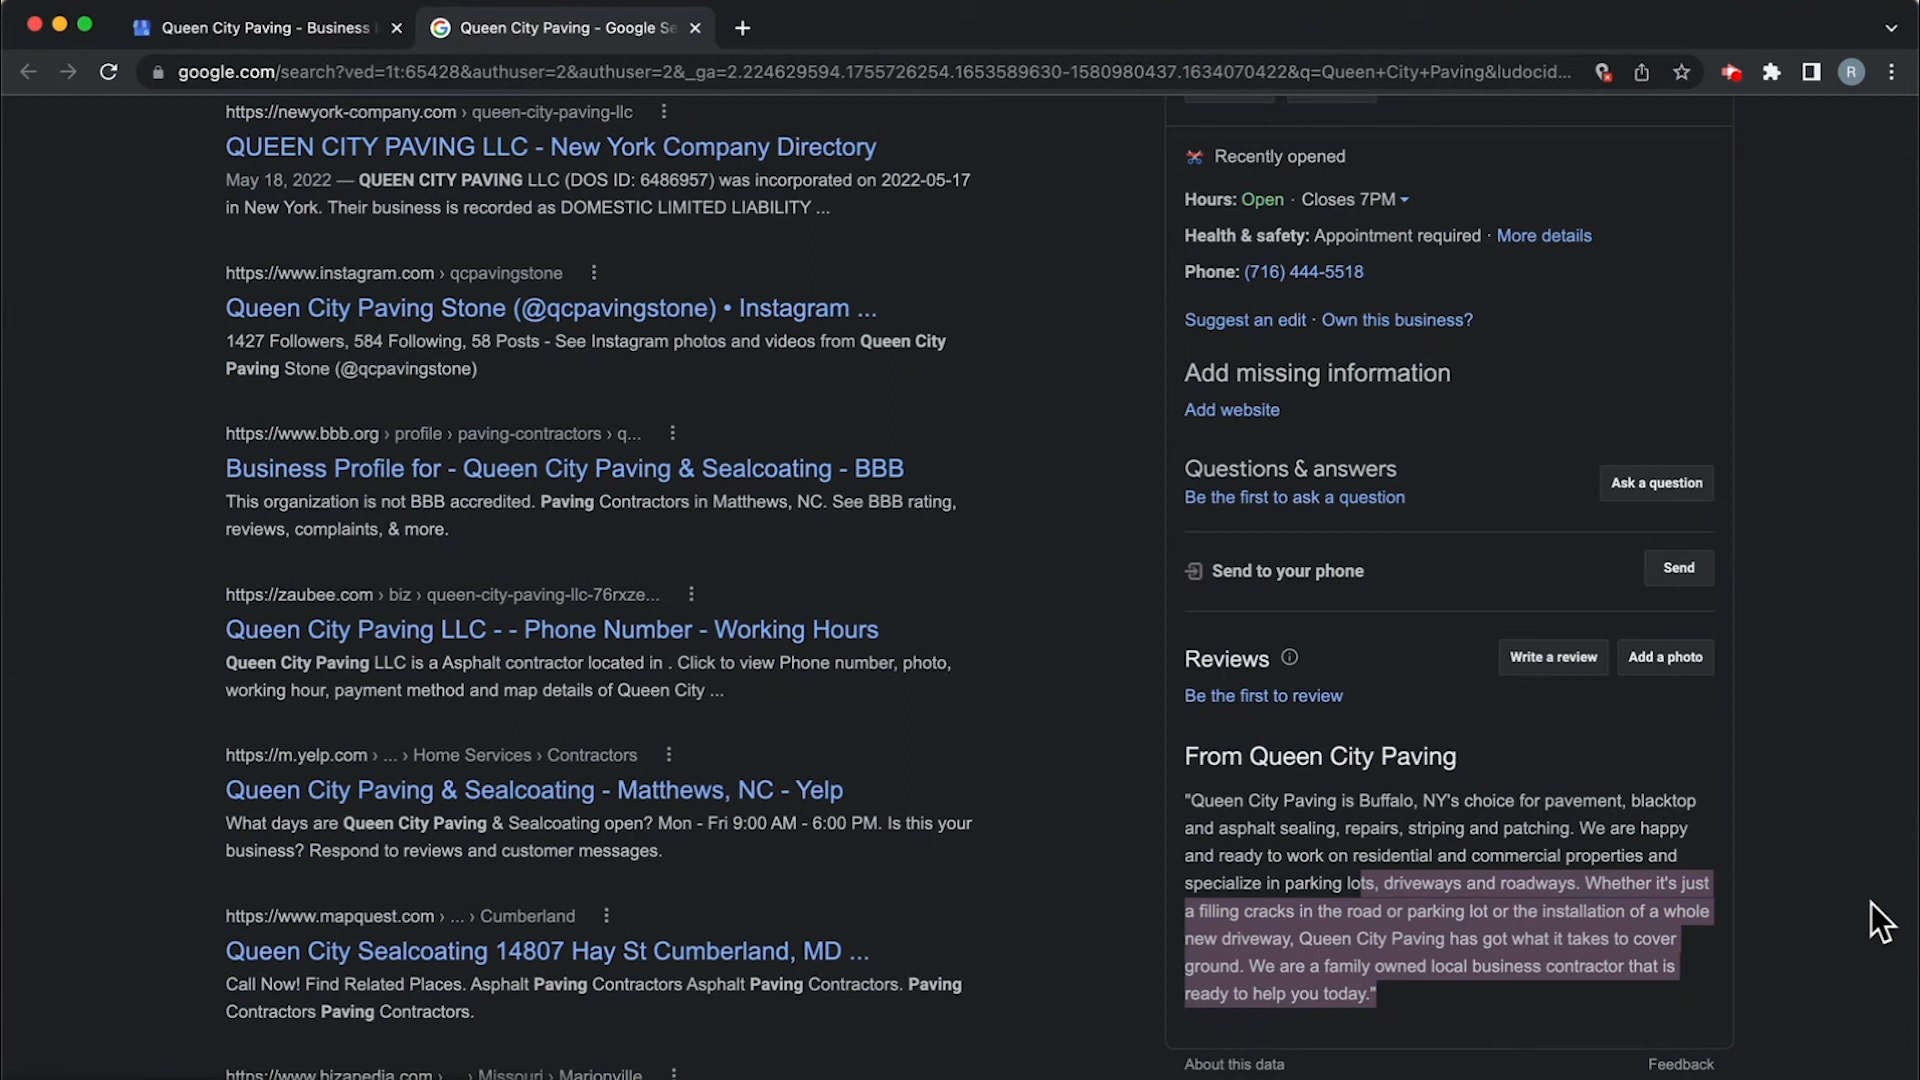 Queen City Paving - Business
Queen City Paving - Google Se
google.com/search?ved=1t:65428&authuser=2&authuser=2&_ga=2.224629594.1755726254.1653589630-1580980437.1634070422&q=Queen+City+Paving&ludocid...
R
https://newyork-company.com › queen-city-paving-llc
QUEEN CITY PAVING LLC - New York Company Directory
May 18, 2022 — QUEEN CITY PAVING LLC (DOS ID: 6486957) was incorporated on 2022-05-17
in New York. Their business is recorded as DOMESTIC LIMITED LIABILITY ...
https://www.instagram.com › qcpavingstone
Queen City Paving Stone (@qcpavingstone) • Instagram ...
1427 Followers, 584 Following, 58 Posts - See Instagram photos and videos from Queen City
Paving Stone (@qcpavingstone)
https://www.bbb.org › profile › paving-contractors › q...
Business Profile for - Queen City Paving & Sealcoating - BBB
This organization is not BBB accredited. Paving Contractors in Matthews, NC. See BBB rating,
reviews, complaints, & more.
https://zaubee.com › biz › queen-city-paving-llc-76rxze...
Queen City Paving LLC - - Phone Number - Working Hours
Queen City Paving LLC is a Asphalt contractor located in . Click to view Phone number, photo,
working hour, payment method and map details of Queen City ...
https://m.yelp.com › ... › Home Services › Contractors
Queen City Paving & Sealcoating - Matthews, NC - Yelp
What days are Queen City Paving & Sealcoating open? Mon - Fri 9:00 AM - 6:00 PM. Is this your
business? Respond to reviews and customer messages.
https://www.mapquest.com › ... › Cumberland
Queen City Sealcoating 14807 Hay St Cumberland, MD ...
Call Now! Find Related Places. Asphalt Paving Contractors Asphalt Paving Contractors. Paving
Contractors Paving Contractors.
https://www.bizapedia.com › ... › Missouri › Marionville
Recently opened
Hours: Open · Closes 7PM
Health & safety: Appointment required · More details
Phone: (716) 444-5518
Suggest an edit · Own this business?
Add missing information
Add website
Questions & answers
Be the first to ask a question
Ask a question
Send to your phone
Send
Reviews
Write a review
Add a photo
Be the first to review
From Queen City Paving
"Queen City Paving is Buffalo, NY's choice for pavement, blacktop
and asphalt sealing, repairs, striping and patching. We are happy
and ready to work on residential and commercial properties and
specialize in parking lots, driveways and roadways. Whether it's just
a filling cracks in the road or parking lot or the installation of a whole
new driveway, Queen City Paving has got what it takes to cover
ground. We are a family owned local business contractor that is
ready to help you today."
About this data
Feedback